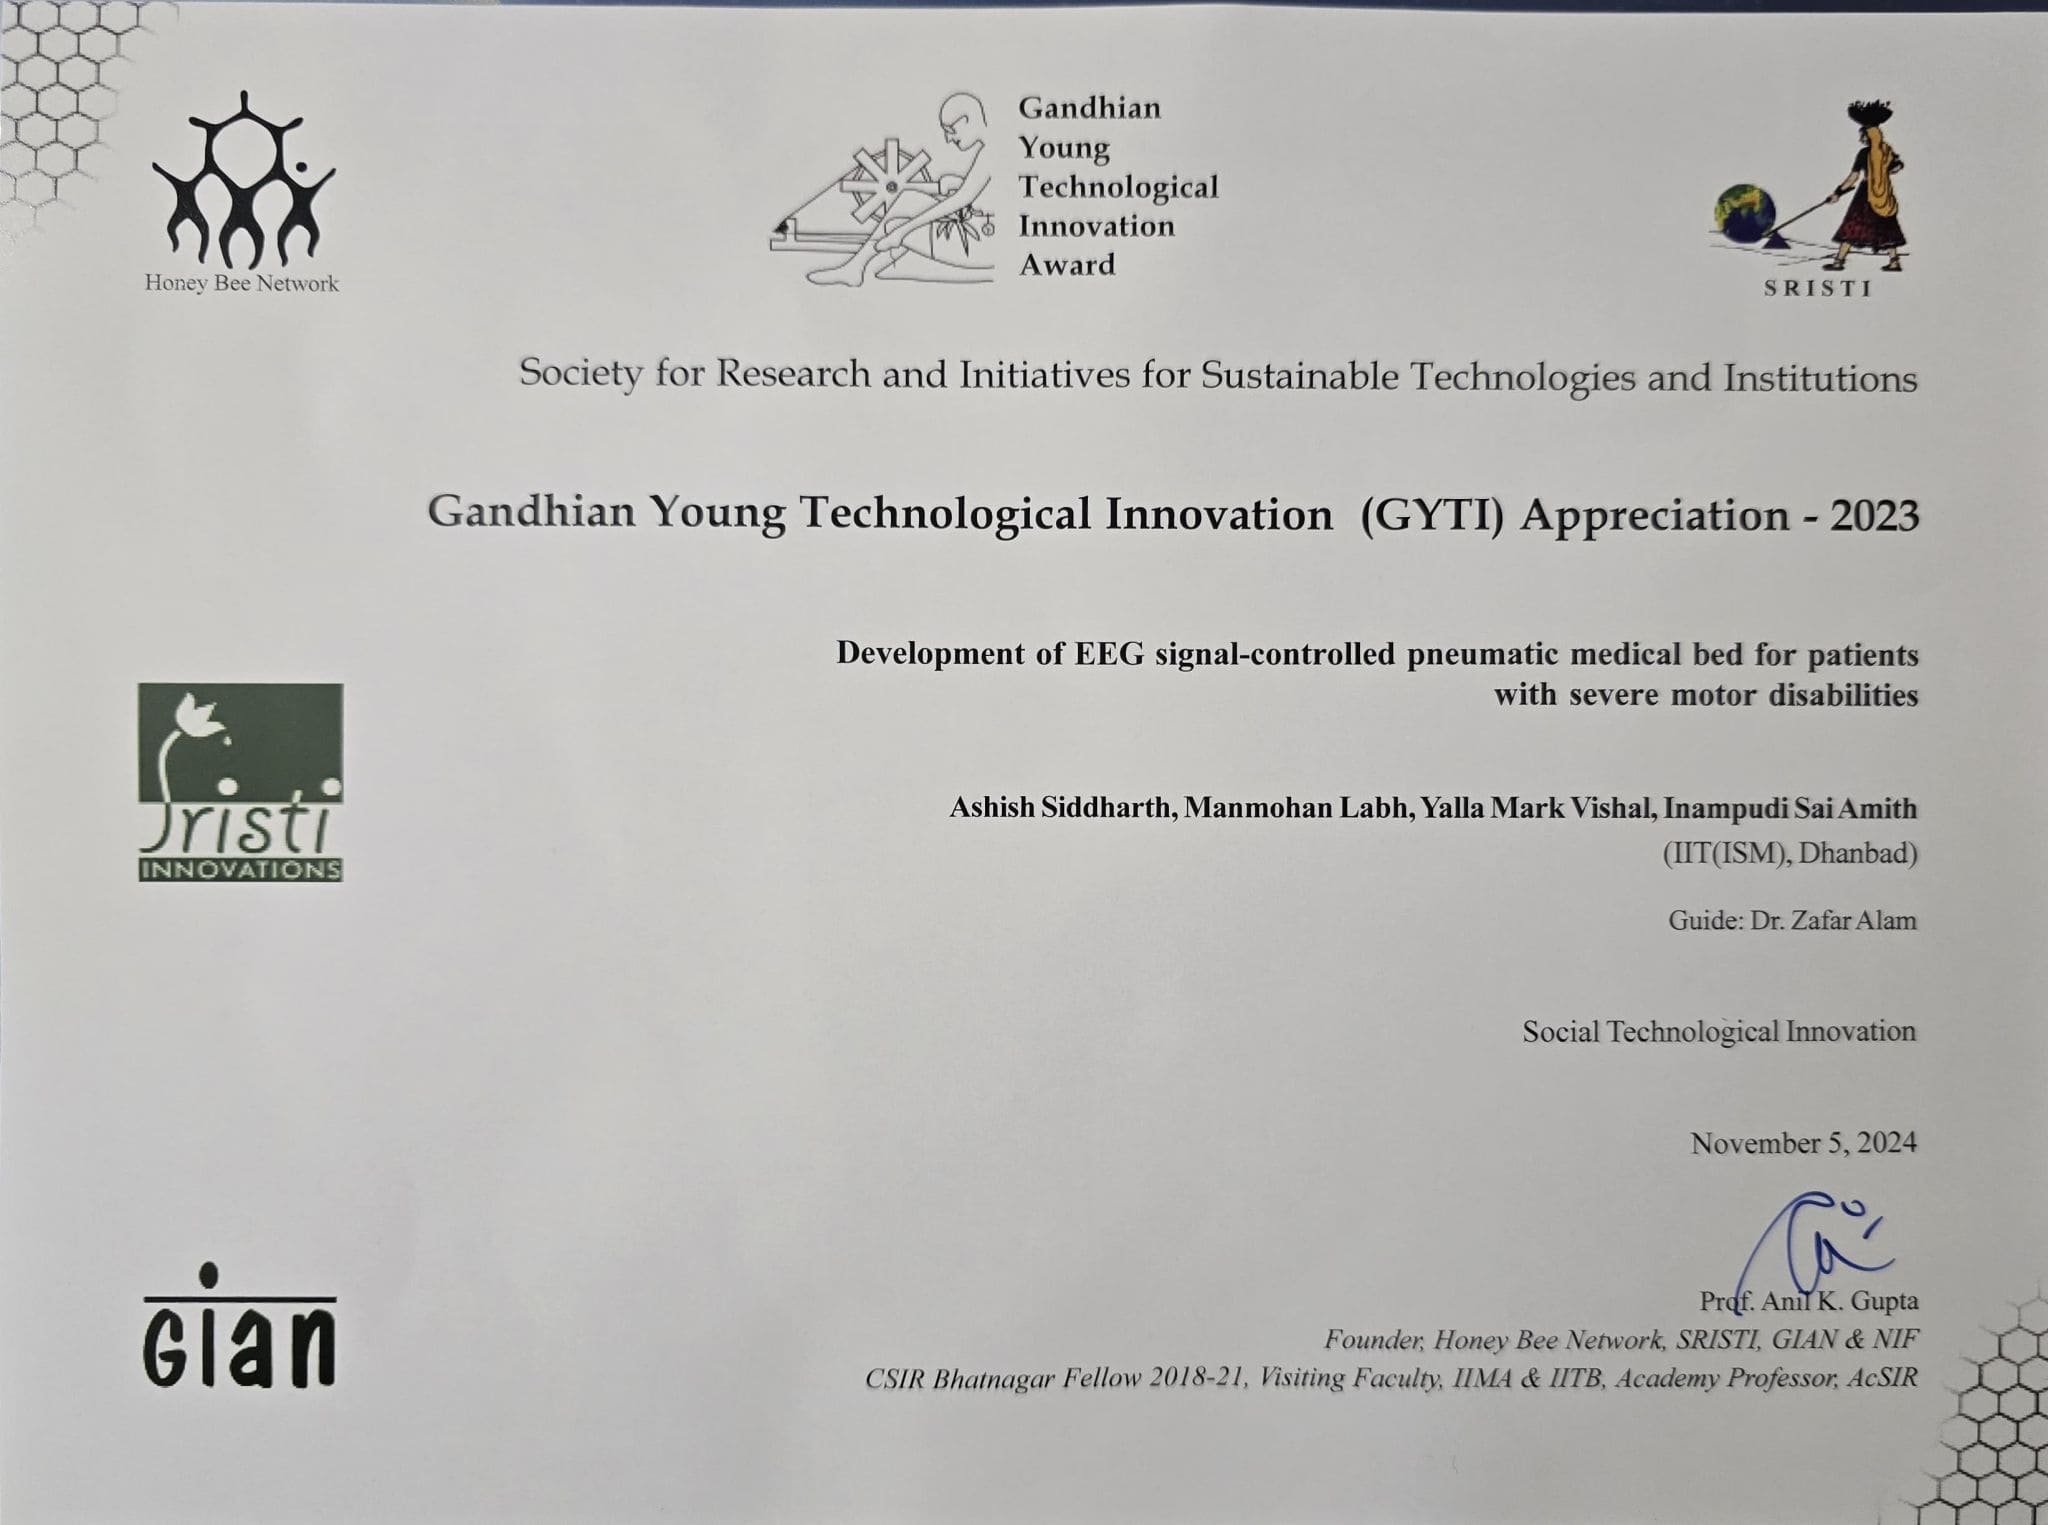 Honey Bee Network
Gandhian
Young
Technological
Innovation
Award
SRISTI
Society for Research and Initiatives for Sustainable Technologies and Institutions
Gandhian Young Technological Innovation (GYTI) Appreciation - 2023
Development of EEG signal-controlled pneumatic medical bed for patients
with severe motor disabilities
Sristi
INNOVATIONS
Ashish Siddharth, Manmohan Labh, Yalla Mark Vishal, Inampudi Sai Amith
(IIT(ISM), Dhanbad)
Guide: Dr. Zafar Alam
Social Technological Innovation
November 5, 2024
Gian
Prof. Anil K. Gupta
Founder, Honey Bee Network, SRISTI, GIAN & NIF
CSIR Bhatnagar Fellow 2018-21, Visiting Faculty, IIMA & IITB, Academy Professor, AcSIR